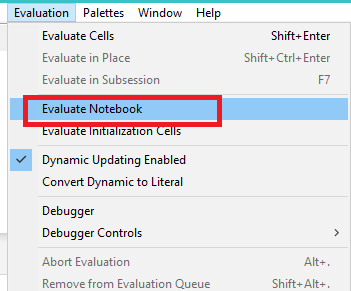 Evaluation Palettes Window Help
Evaluate Cells Shift+Enter
Evaluate in Place Shift+Ctrl+Enter
Evaluate in Subsession F7
Evaluate Notebook
Evaluate Initialization Cells
Dynamic Updating Enabled
Convert Dynamic to Literal
Debugger
Debugger Controls
Abort Evaluation Alt+.
Remove from Evaluation Queue Shift+Alt+.